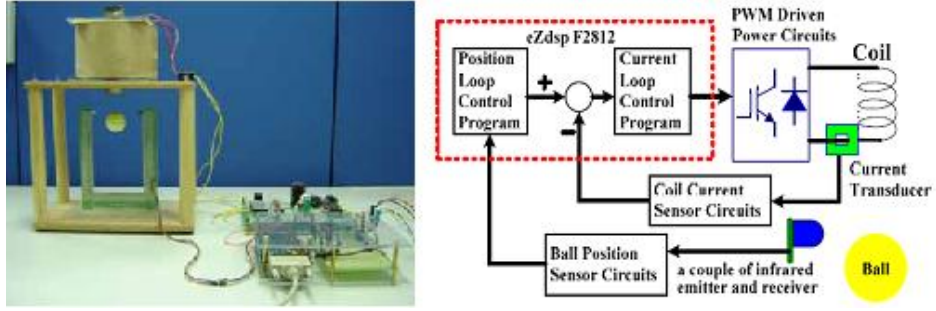 eZdsp F2812
Position
Loop
Control
Program
+
−
Current
Loop
Control
Program
PWM Driven
Power Circuits
Coil
Current
Transducer
Coil Current
Sensor Circuits
Ball Position
Sensor Circuits
a couple of infrared
emitter and receiver
Ball